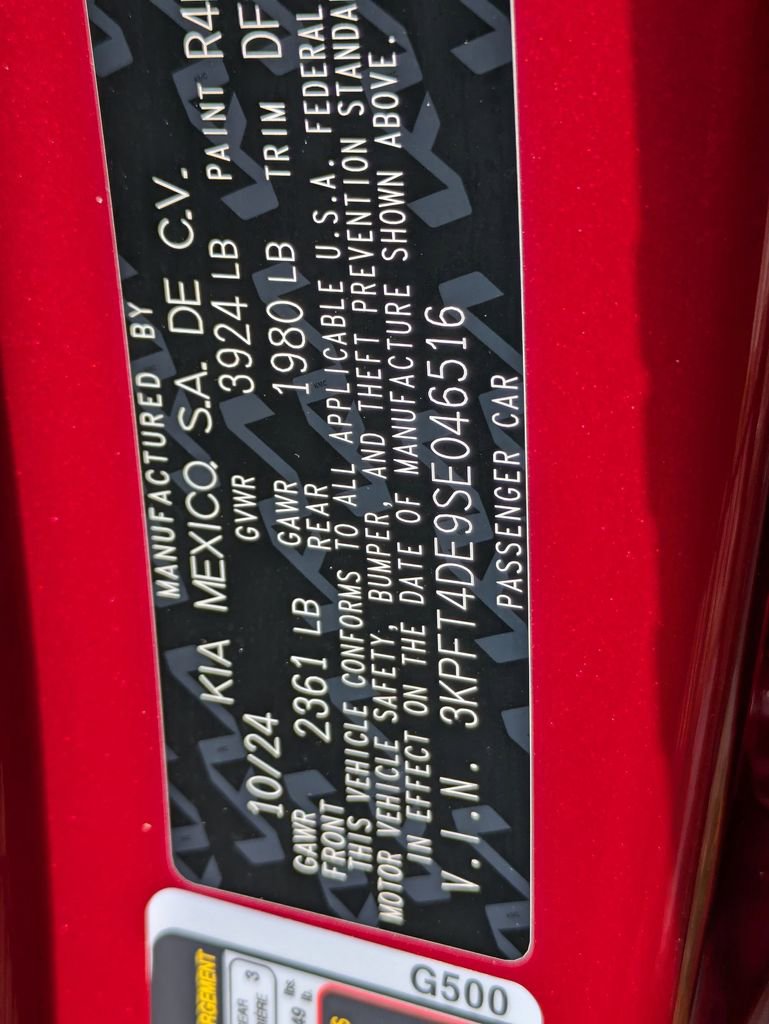 MANUFACTURED BY
KIA MEXICO, S.A. DE C.V.
10/24 GVWR 3924 LB PAINT
GAWR FRONT 2361 LB GAWR REAR 1980 LB TRIM
THIS VEHICLE CONFORMS TO ALL APPLICABLE U.S.A. FEDERAL
MOTOR VEHICLE SAFETY, BUMPER, AND THEFT PREVENTION
IN EFFECT ON THE DATE OF MANUFACTURE SHOWN ABOVE.
V.I.N. 3KPFT4DE9SE046516
PASSENGER CAR
G500
3